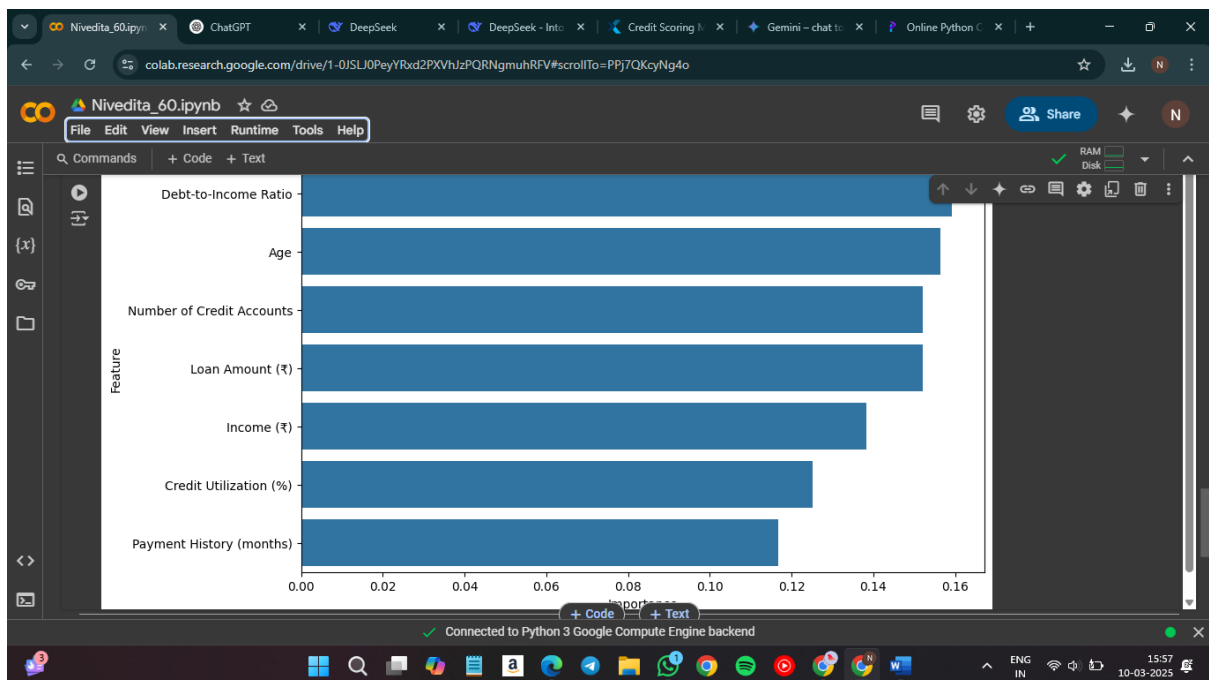 Nivedita_60.ipyn
ChatGPT
DeepSeek
DeepSeek - Into
Credit Scoring M
Gemini – chat to
Online Python C
colab.research.google.com/drive/1-0JSLJ0PeyYRxd2PXVhJzPQRNgmuhRFV#scrollTo=PPj7QKcyNg4o
N
CO
Nivedita_60.ipynb
Share
N
File Edit View Insert Runtime Tools Help
Commands + Code + Text
RAM
Disk
{x}
Debt-to-Income Ratio
Age
Number of Credit Accounts
Loan Amount (₹)
Income (₹)
Credit Utilization (%)
Payment History (months)
Feature
0.00 0.02 0.04 0.06 0.08 0.10 0.12 0.14 0.16
+ Code + Text
Connected to Python 3 Google Compute Engine backend
3
a
1
N
W
ENG
IN
15:57
10-03-2025